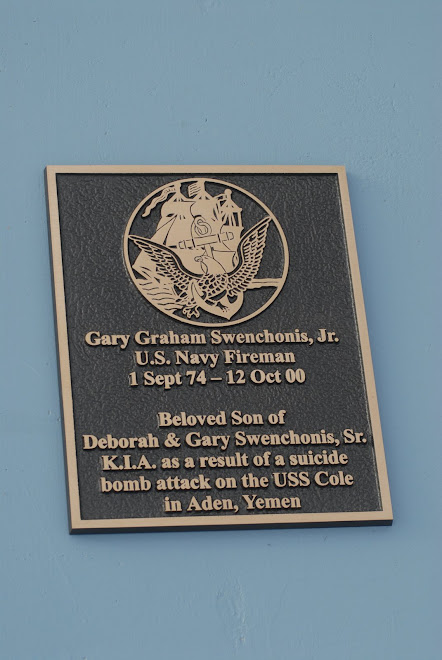 Gary Graham Swenchonis, Jr.
U.S. Navy Fireman
1 Sept 74 – 12 Oct 00
Beloved Son of
Deborah & Gary Swenchonis, Sr.
K.I.A. as a result of a suicide
bomb attack on the USS Cole
in Aden, Yemen